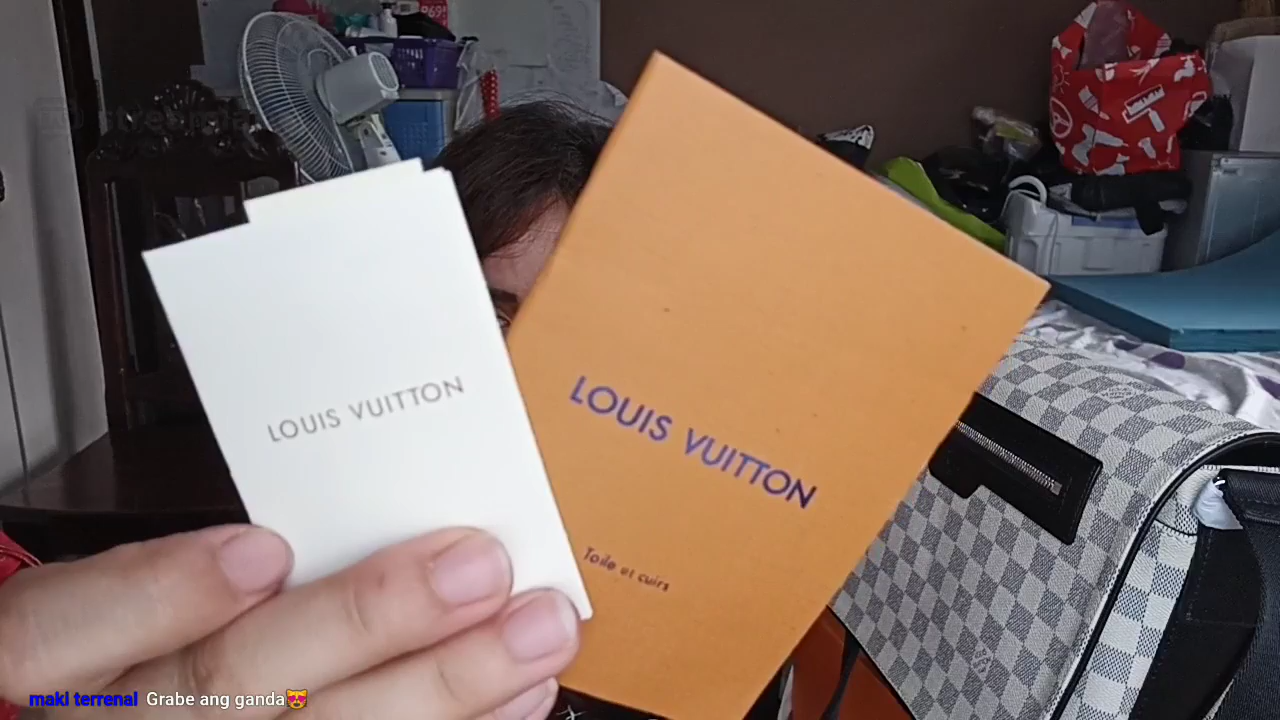 LOUIS VUITTON
LOUIS VUITTON
Toile et cuirs
maki terrenal Grabe ang ganda😻